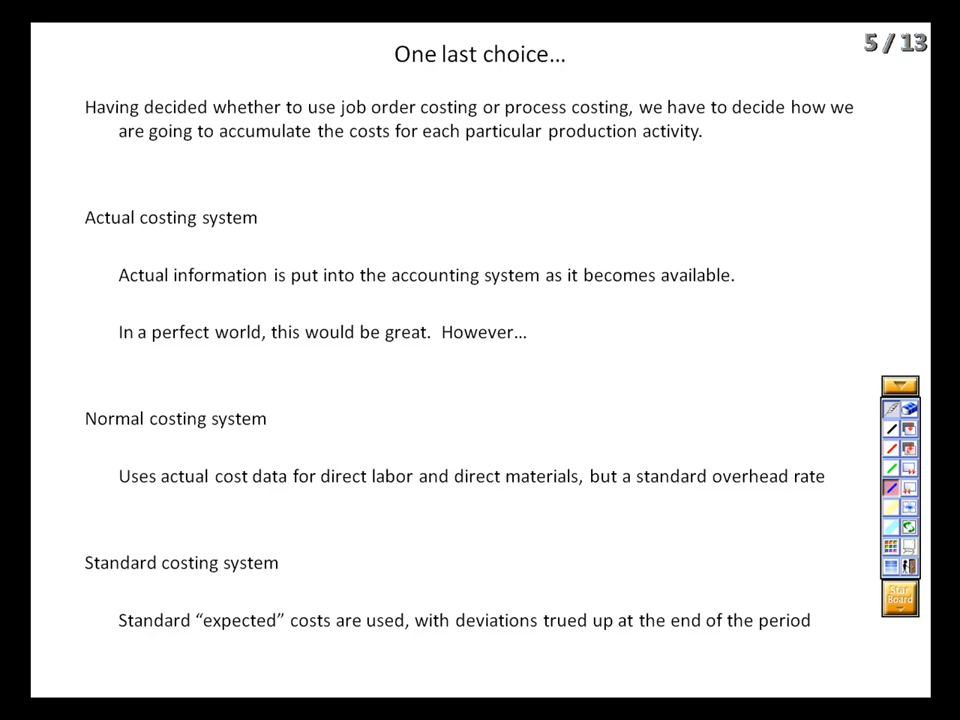 One last choice…
5 / 13
Having decided whether to use job order costing or process costing, we have to decide how we
are going to accumulate the costs for each particular production activity.
Actual costing system
Actual information is put into the accounting system as it becomes available.
In a perfect world, this would be great.  However…
Normal costing system
Uses actual cost data for direct labor and direct materials, but a standard overhead rate
Standard costing system
Standard “expected” costs are used, with deviations trued up at the end of the period
Star
Board